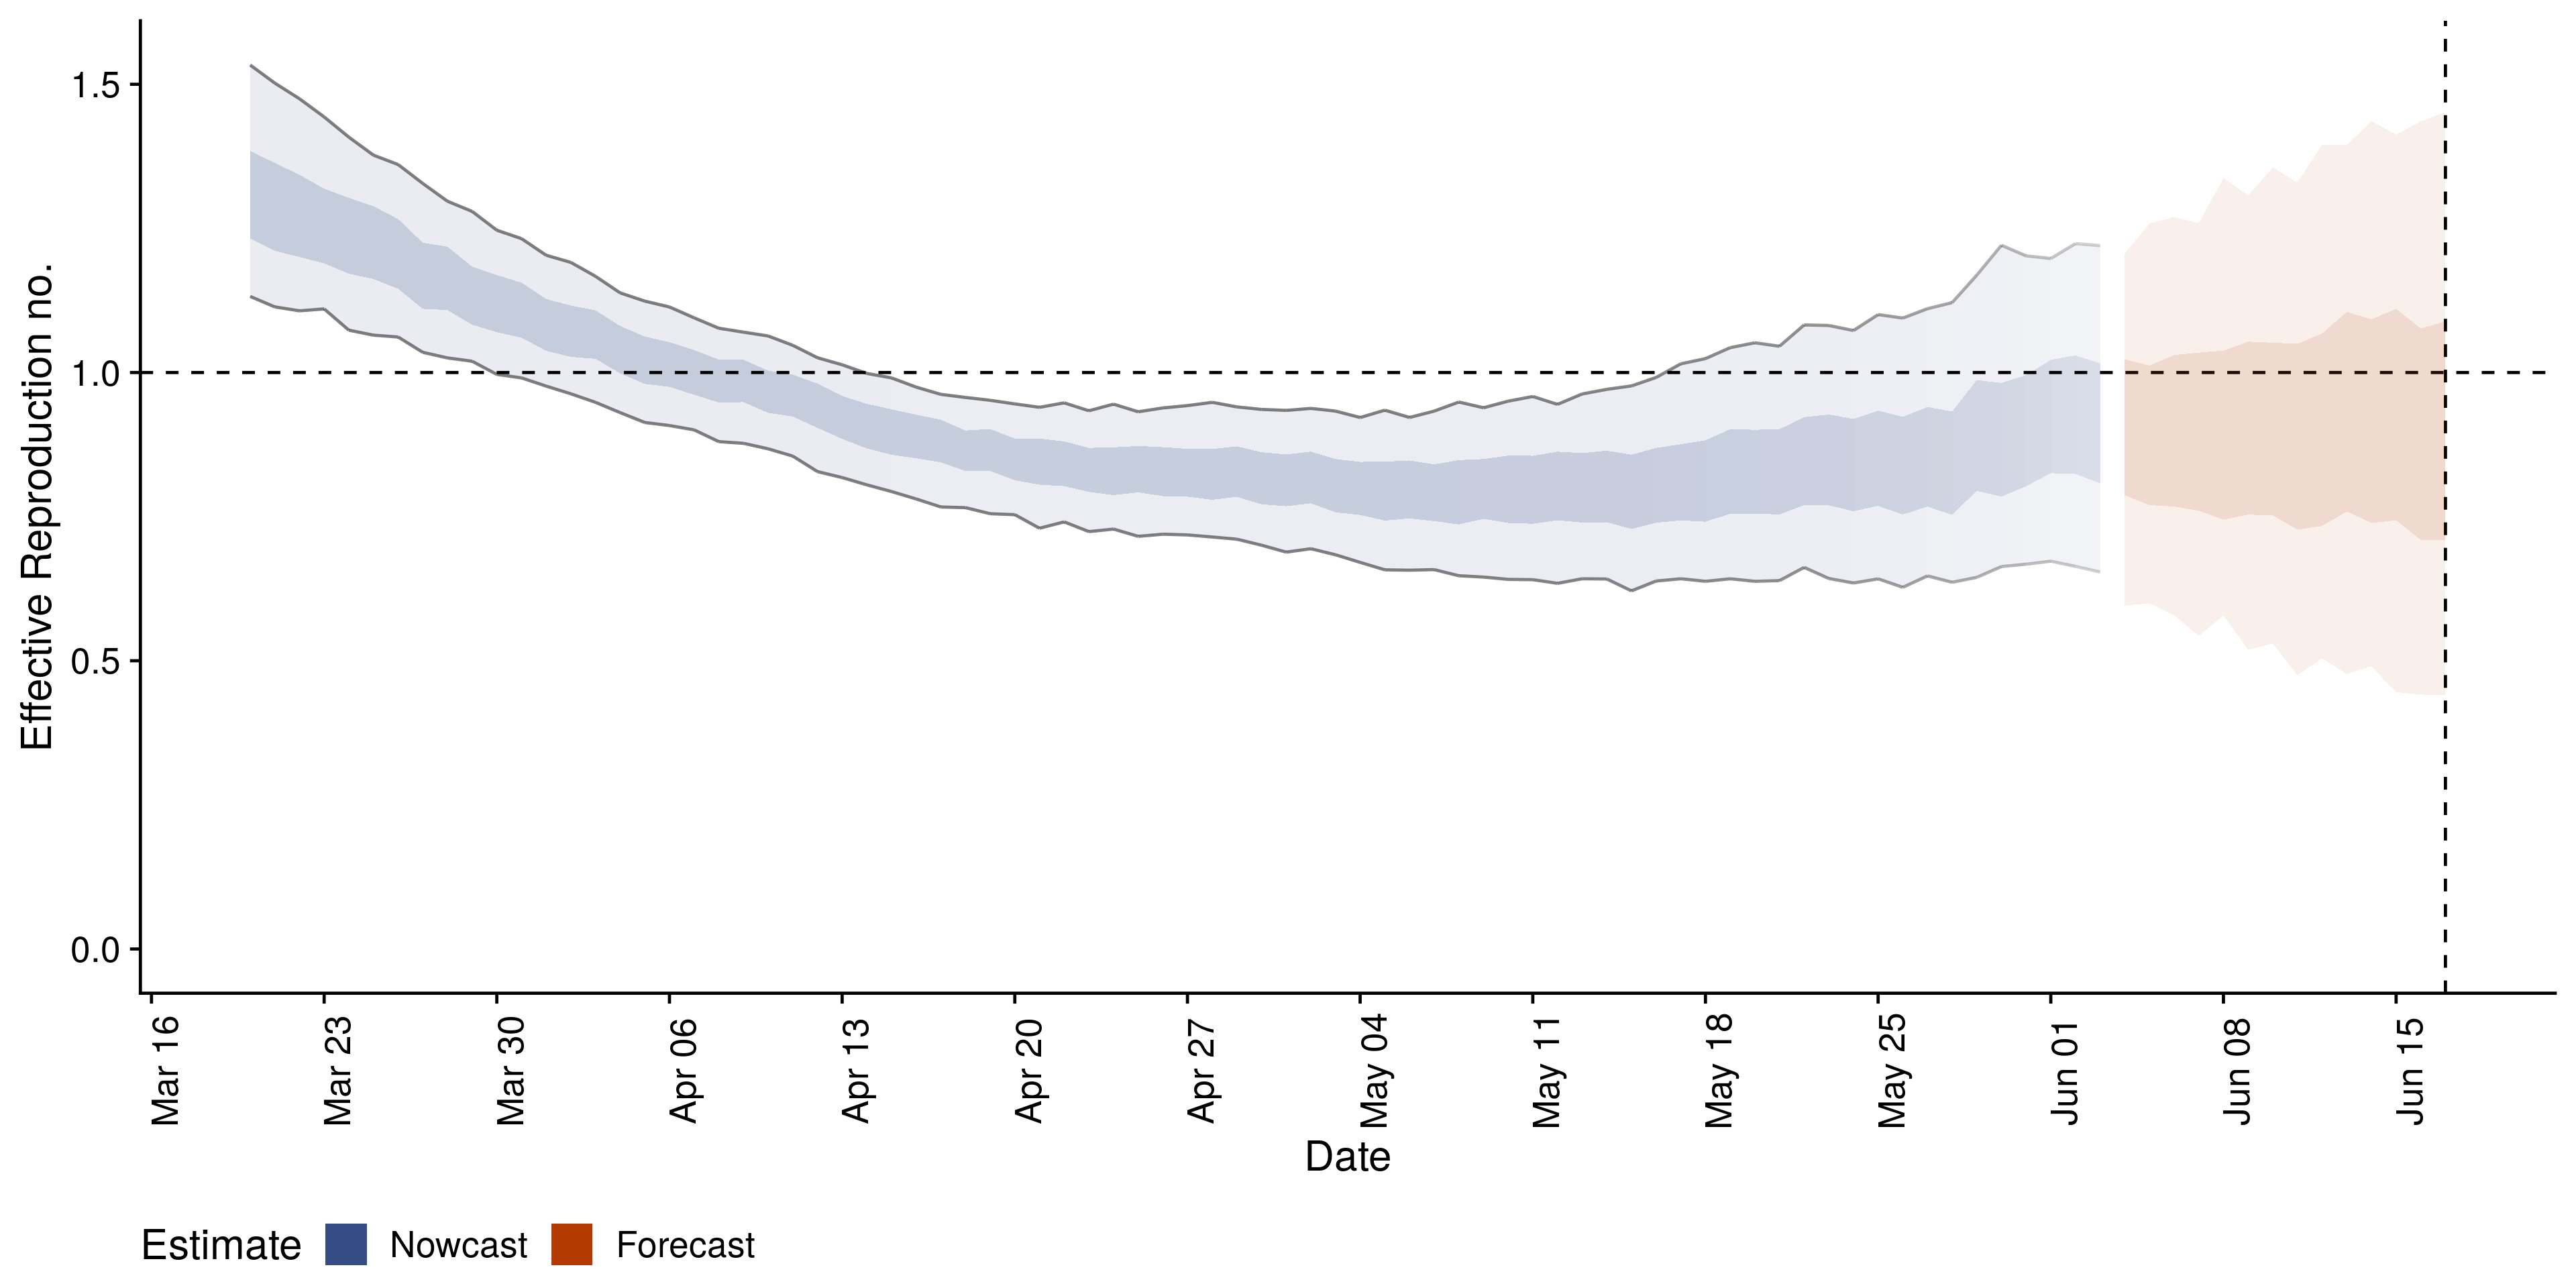 Effective Reproduction no.
1.5
1.0
0.5
0.0
Mar 16
Mar 23
Mar 30
Apr 06
Apr 13
Apr 20
Apr 27
May 04
May 11
May 18
May 25
Jun 01
Jun 08
Jun 15
Date
Estimate Nowcast Forecast